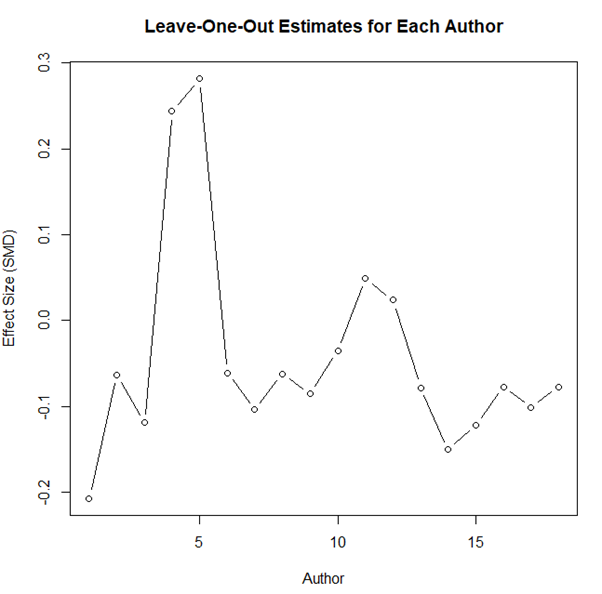 Leave-One-Out Estimates for Each Author
Effect Size (SMD)
0.3
0.2
0.1
0.0
-0.1
-0.2
5 10 15
Author